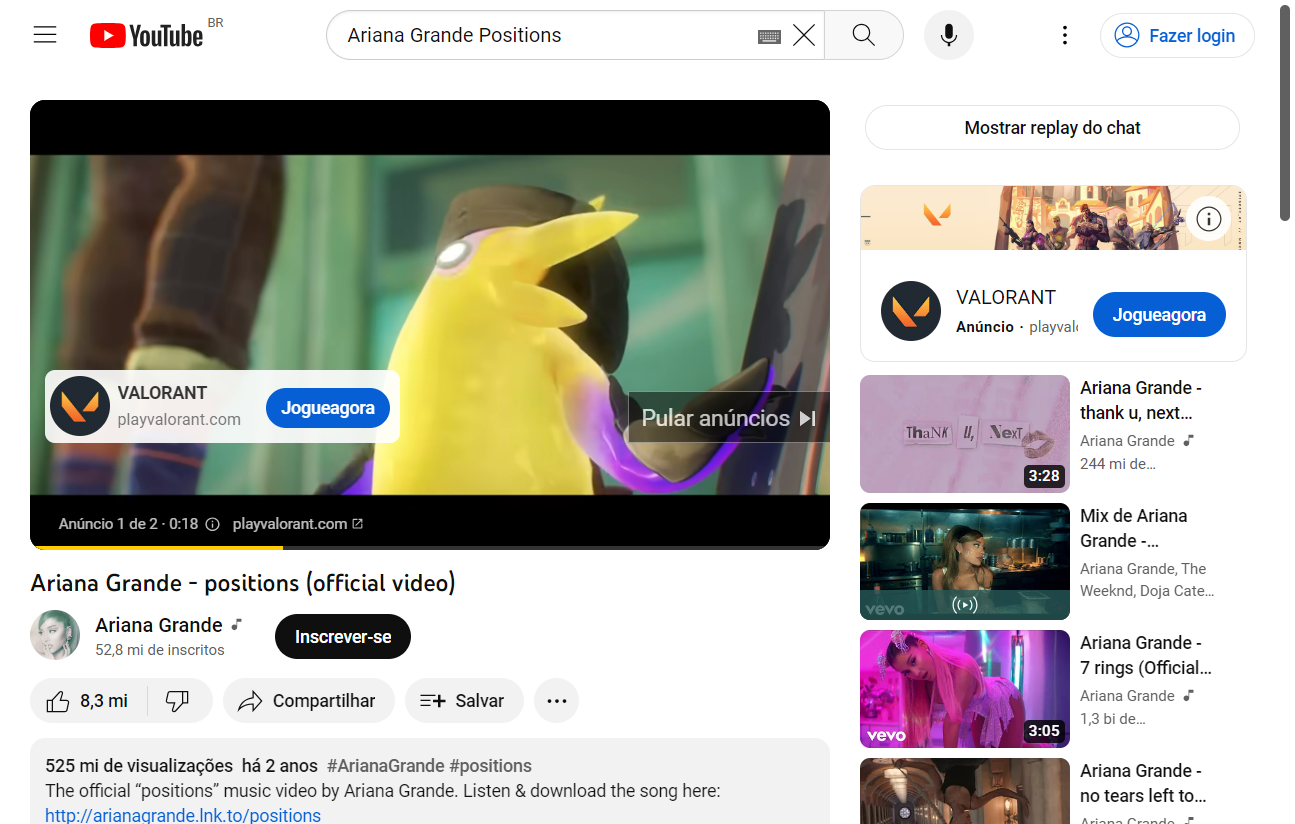 YouTube BR
Ariana Grande Positions
Fazer login
VALORANT
playvalorant.com
Jogueagora
Pular anúncios
Anúncio 1 de 2 · 0:18
playvalorant.com
Ariana Grande - positions (official video)
Ariana Grande
52,8 mi de inscritos
Inscrever-se
8,3 mi
Compartilhar
Salvar
525 mi de visualizações há 2 anos #ArianaGrande #positions
The official “positions” music video by Ariana Grande. Listen & download the song here:
http://arianagrande.lnk.to/positions
Mostrar replay do chat
VALORANT
Anúncio · playvalo
Jogueagora
ThaNK u, NexT
3:28
Ariana Grande -
thank u, next…
Ariana Grande
244 mi de…
vevo
Mix de Ariana
Grande -…
Ariana Grande, The
Weeknd, Doja Cate…
vevo
3:05
Ariana Grande -
7 rings (Official…
Ariana Grande
1,3 bi de…
Ariana Grande -
no tears left to…
Ariana Grande